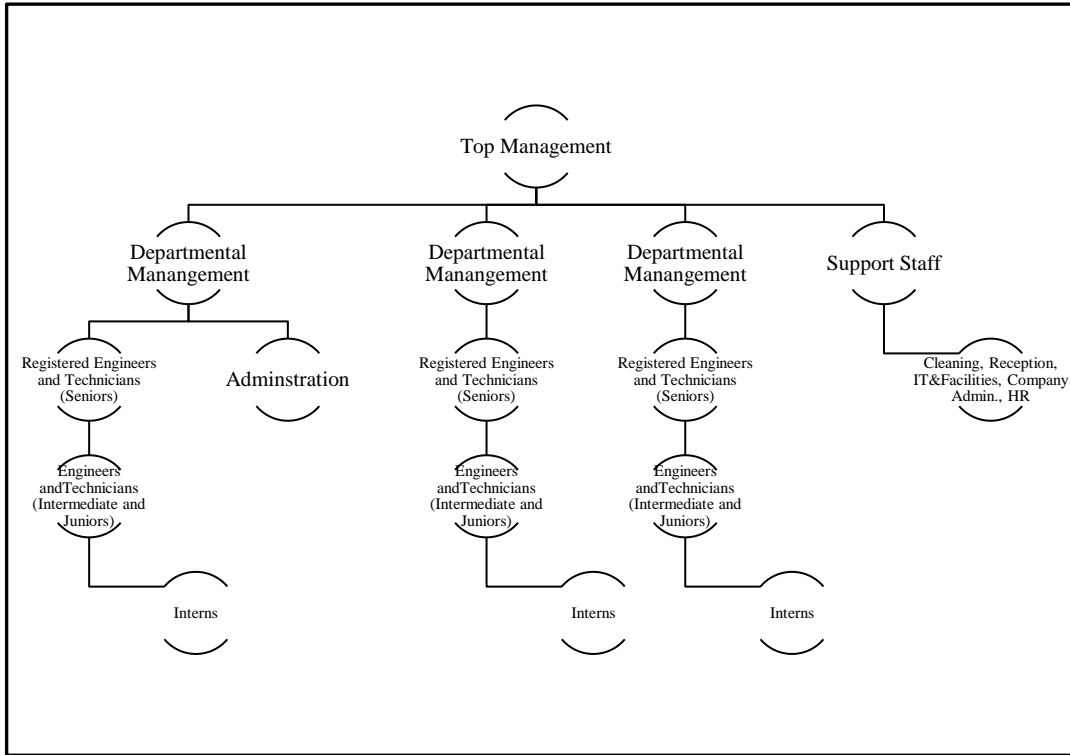 Top Management
Departmental
Manangement
Departmental
Manangement
Departmental
Manangement
Support Staff
Registered Engineers
and Technicians
(Seniors)
Adminstration
Registered Engineers
and Technicians
(Seniors)
Registered Engineers
and Technicians
(Seniors)
Cleaning, Reception,
IT&Facilities, Company
Admin., HR
Engineers
andTechnicians
(Intermediate and
Juniors)
Engineers
andTechnicians
(Intermediate and
Juniors)
Engineers
andTechnicians
(Intermediate and
Juniors)
Interns
Interns
Interns